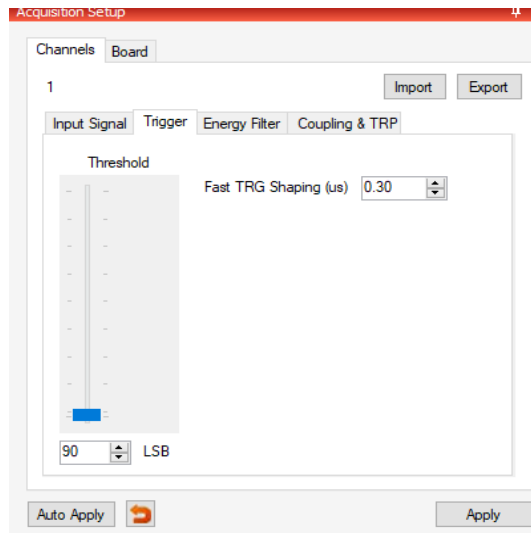 Acquisition Setup
Channels Board
1 Import Export
Input Signal Trigger Energy Filter Coupling & TRP
Threshold
Fast TRG Shaping (us) 0.30
90 LSB
Auto Apply Apply